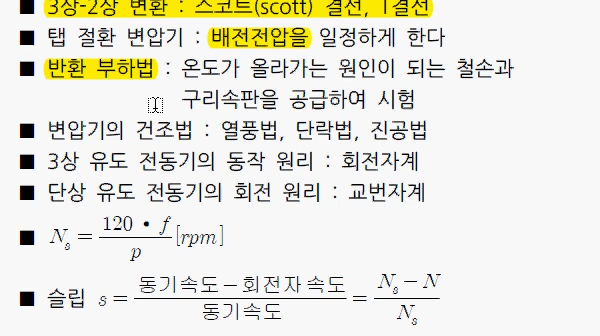 ■ 3상-2상 변환 : 스코트(scott) 결선, T결선
■ 탭 절환 변압기 : 배전전압을 일정하게 한다
■ 반환 부하법 : 온도가 올라가는 원인이 되는 철손과
구리속판을 공급하여 시험
■ 변압기의 건조법 : 열풍법, 단락법, 진공법
■ 3상 유도 전동기의 동작 원리 : 회전자계
■ 단상 유도 전동기의 회전 원리 : 교번자계
■ N_s = (120 • f) / p [rpm]
■ 슬립 s = (동기속도 − 회전자 속도) / 동기속도 = (N_s − N) / N_s